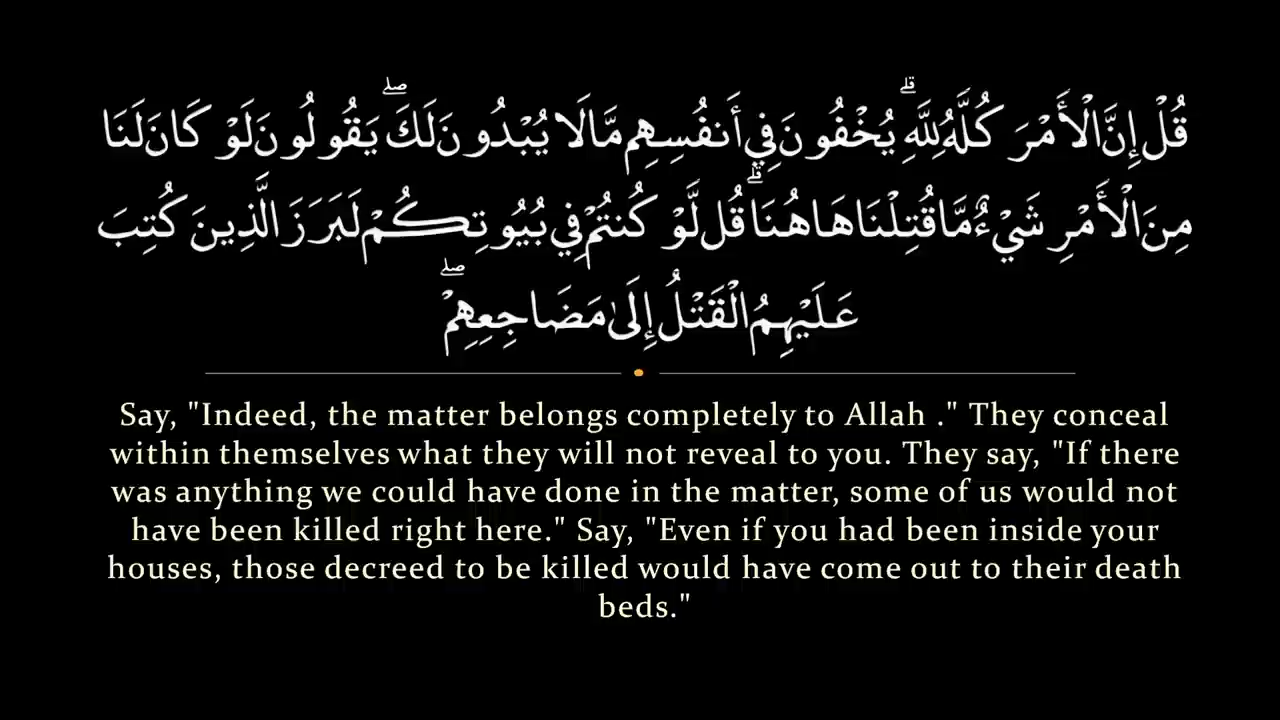 قُلْ إِنَّ الْأَمْرَ كُلَّهُ لِلَّهِ ۗ يُخْفُونَ فِي أَنفُسِهِم مَّا لَا يُبْدُونَ لَكَ ۖ يَقُولُونَ لَوْ كَانَ لَنَا
مِنَ الْأَمْرِ شَيْءٌ مَّا قُتِلْنَا هَاهُنَا ۗ قُل لَّوْ كُنتُمْ فِي بُيُوتِكُمْ لَبَرَزَ الَّذِينَ كُتِبَ
عَلَيْهِمُ الْقَتْلُ إِلَىٰ مَضَاجِعِهِمْ ۖ
Say, "Indeed, the matter belongs completely to Allah ." They conceal
within themselves what they will not reveal to you. They say, "If there
was anything we could have done in the matter, some of us would not
have been killed right here." Say, "Even if you had been inside your
houses, those decreed to be killed would have come out to their death
beds."